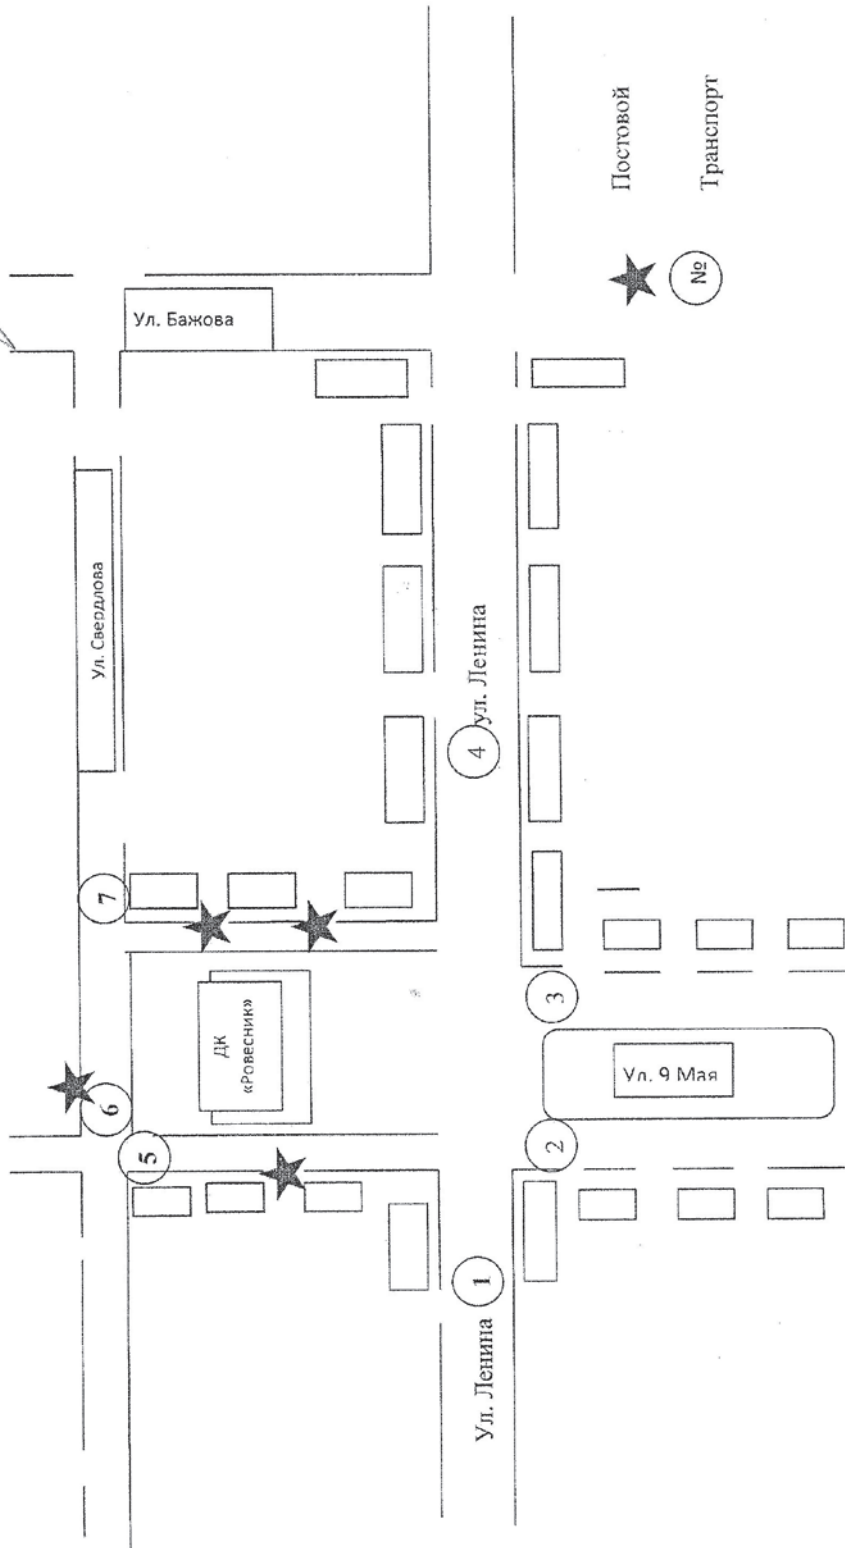 Ул. Бажова
Ул. Свердлова
ул. Ленина
4
7
3
ДК
«Ровесник»
Ул. 9 Мая
6
5
2
1
Ул. Ленина
Постовой
№
Транспорт